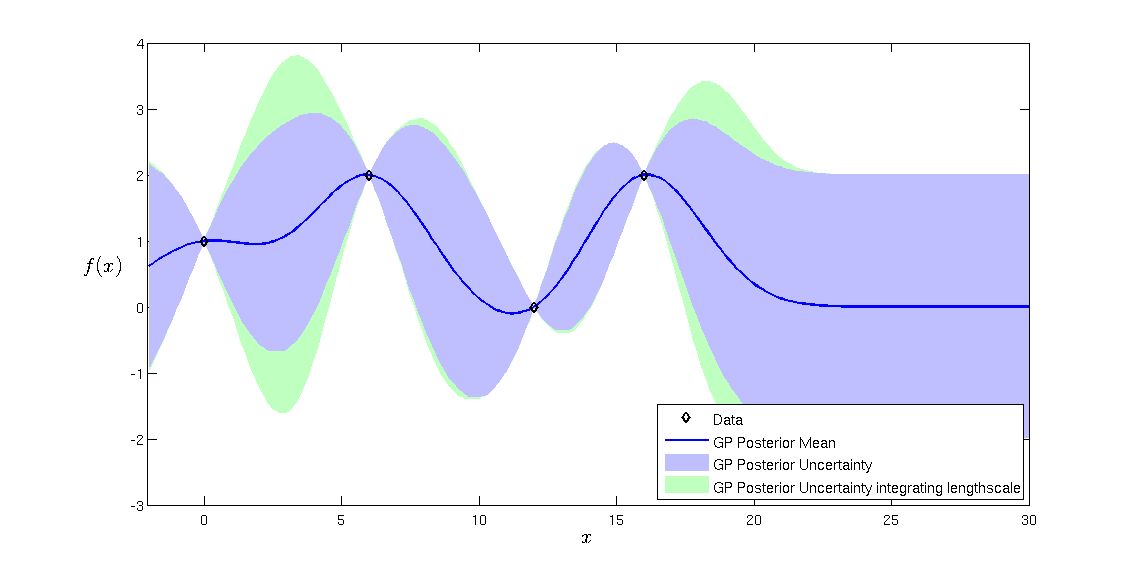 4
3
2
1
0
-1
-2
-3
f(x)
0 5 10 15 20 25 30
x
Data
GP Posterior Mean
GP Posterior Uncertainty
GP Posterior Uncertainty integrating lengthscale